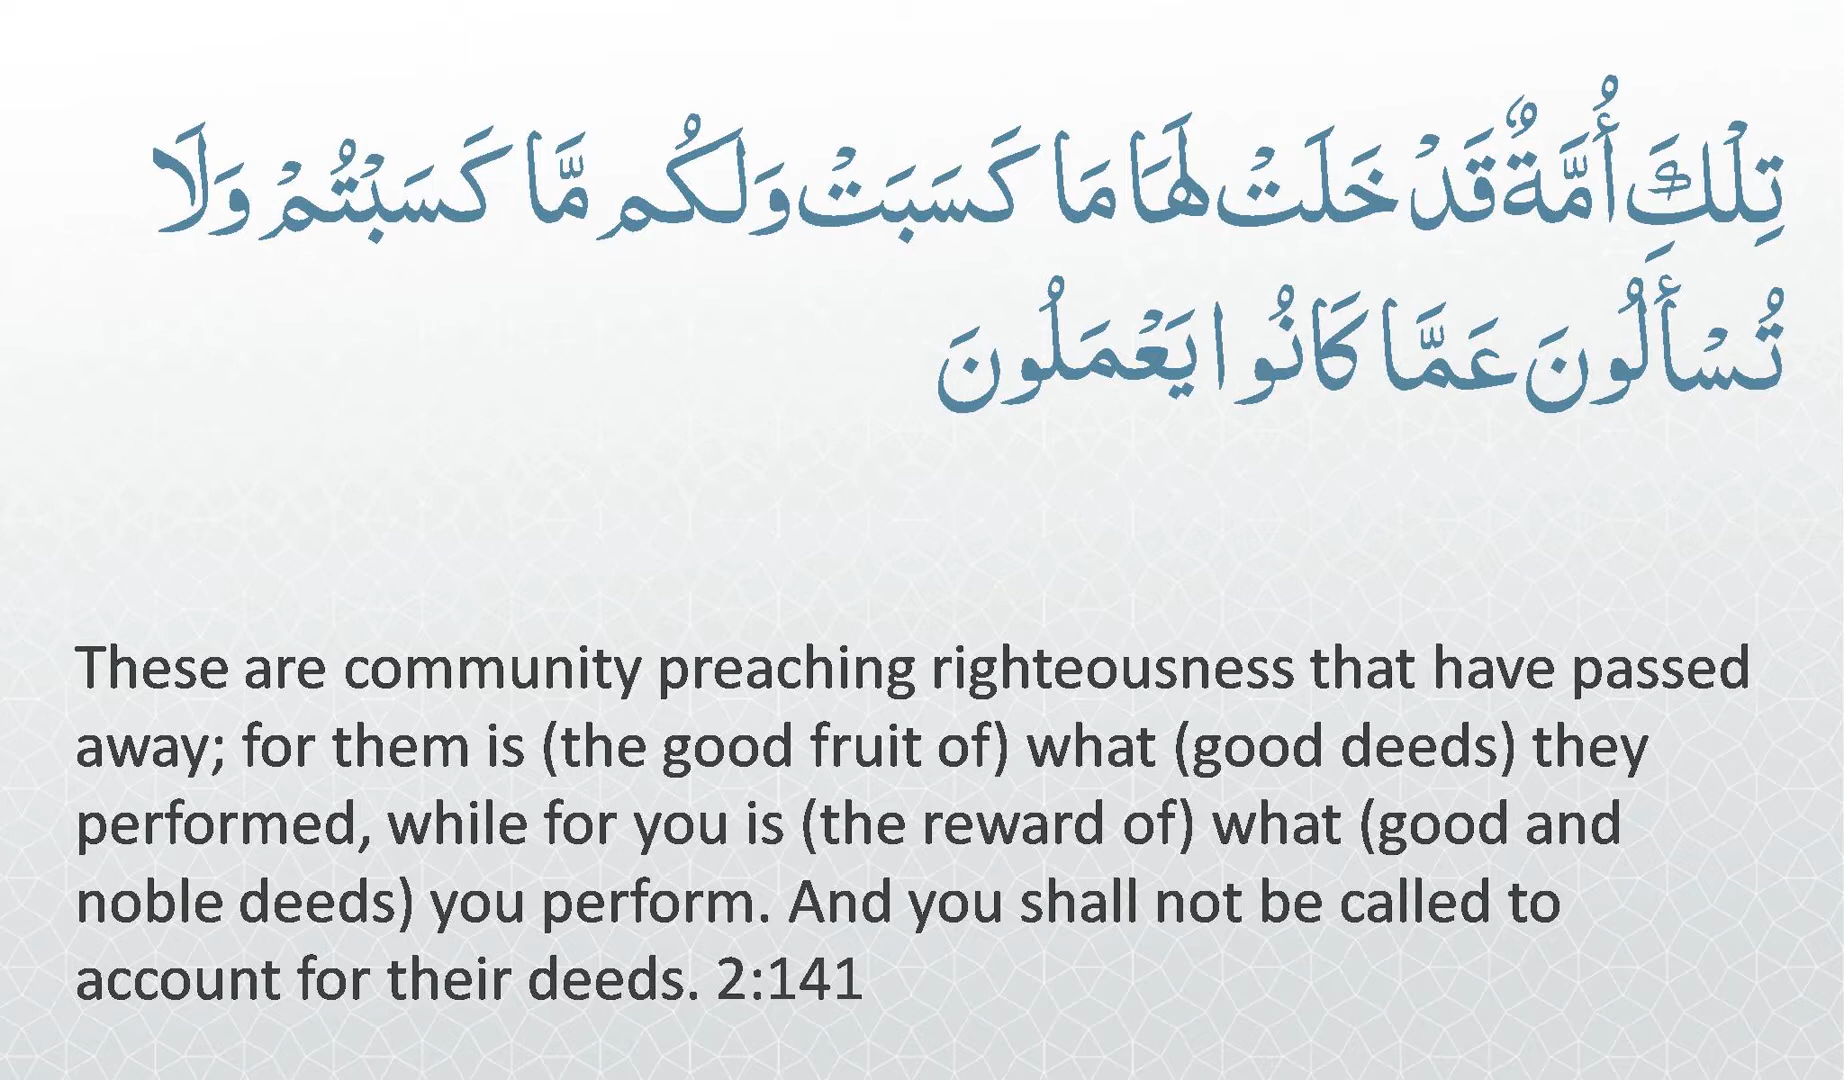 تِلْكَ أُمَّةٌ قَدْ خَلَتْ لَهَا مَا كَسَبَتْ وَلَكُم مَّا كَسَبْتُمْ وَلَا
تُسْأَلُونَ عَمَّا كَانُوا يَعْمَلُونَ
These are community preaching righteousness that have passed
away; for them is (the good fruit of) what (good deeds) they
performed, while for you is (the reward of) what (good and
noble deeds) you perform. And you shall not be called to
account for their deeds. 2:141